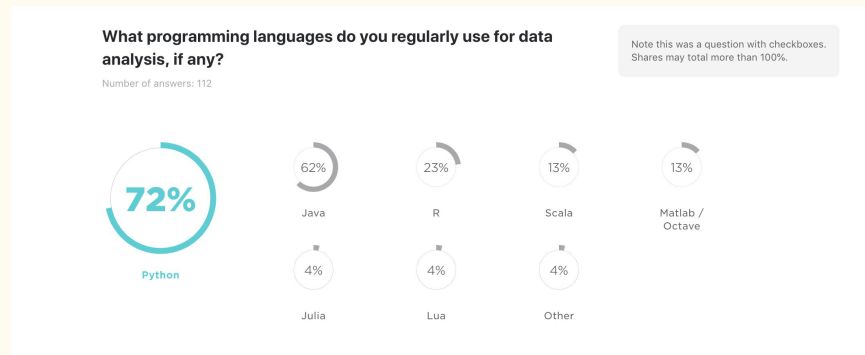 What programming languages do you regularly use for data
analysis, if any?
Number of answers: 112
Note this was a question with checkboxes.
Shares may total more than 100%.
72%
Python
62%
Java
23%
R
13%
Scala
13%
Matlab /
Octave
4%
Julia
4%
Lua
4%
Other